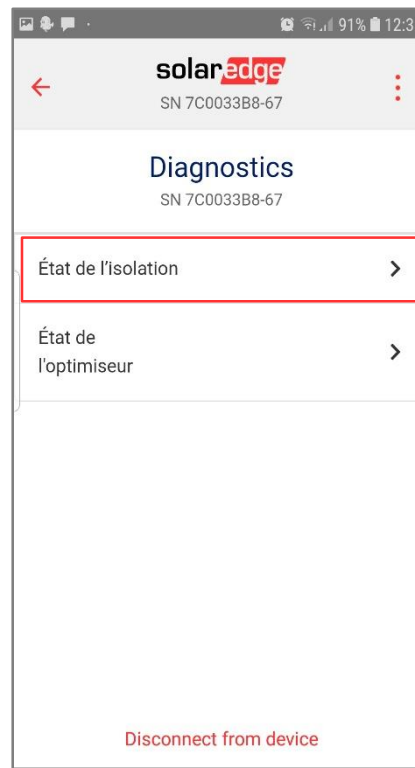 91% 12:3
solaredge
SN 7C0033B8-67
Diagnostics
SN 7C0033B8-67
État de l’isolation
État de
l'optimiseur
Disconnect from device